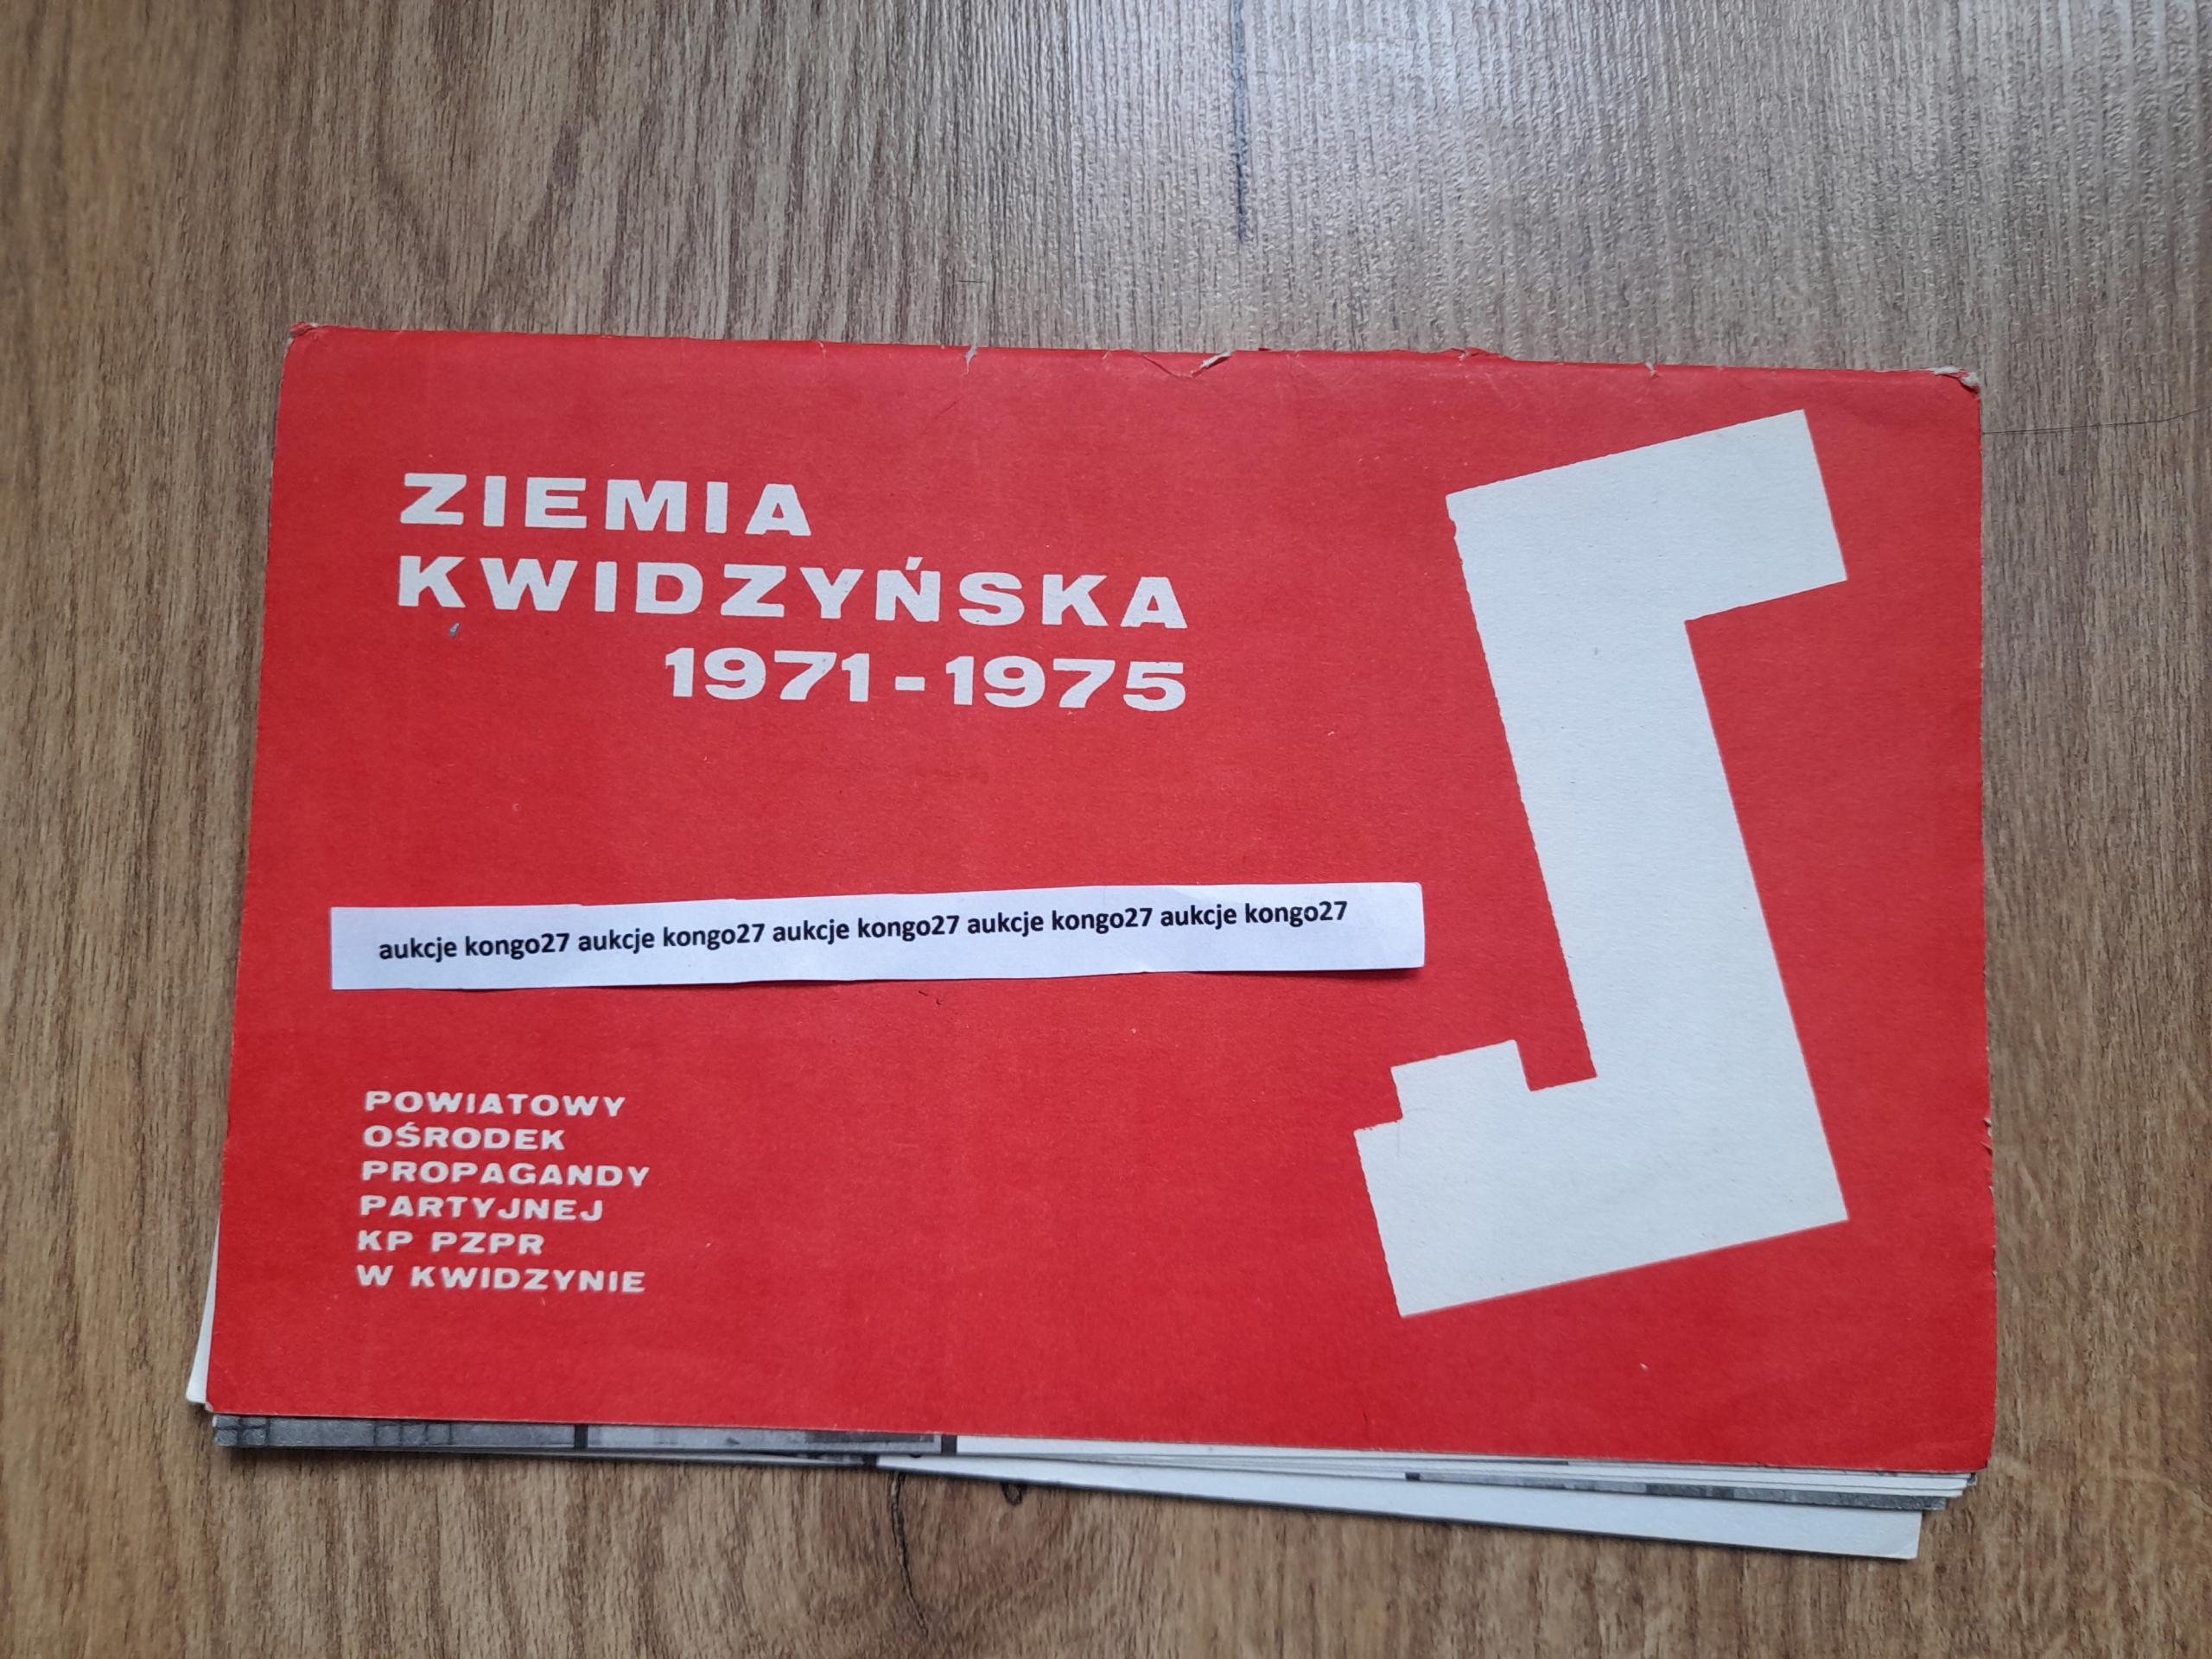 ZIEMIA
KWIDZYŃSKA
1971-1975
aukcje kongo27 aukcje kongo27 aukcje kongo27 aukcje kongo27 aukcje kongo27
POWIATOWY
OŚRODEK
PROPAGANDY
PARTYJNEJ
KP PZPR
W KWIDZYNIE